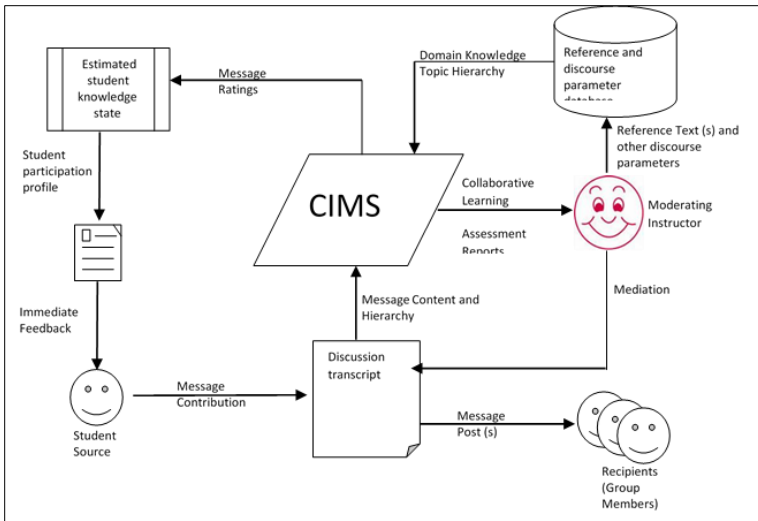 Estimated
student
knowledge
state
Message
Ratings
Domain Knowledge
Topic Hierarchy
Reference and
discourse
parameter
database
Student
participation
profile
CIMS
Collaborative
Learning
Assessment
Reports
Reference Text (s) and
other discourse
parameters
Moderating
Instructor
Immediate
Feedback
Message Content and
Hierarchy
Mediation
Discussion
transcript
Message
Contribution
Student
Source
Message
Post (s)
Recipients
(Group
Members)